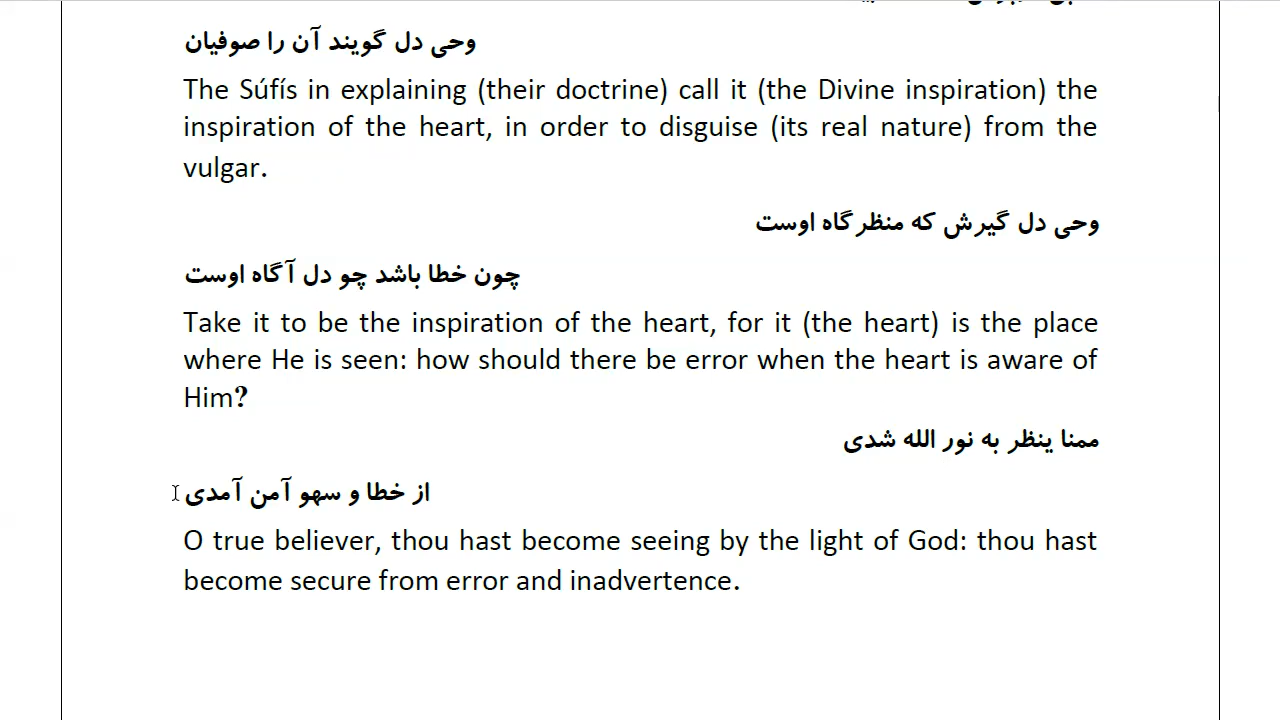 وحی دل گویند آن را صوفیان
The Súfís in explaining (their doctrine) call it (the Divine inspiration) the
inspiration of the heart, in order to disguise (its real nature) from the
vulgar.
وحی دل گیرش که منظرگاه اوست
چون خطا باشد چو دل آگاه اوست
Take it to be the inspiration of the heart, for it (the heart) is the place
where He is seen: how should there be error when the heart is aware of
Him?
ممنا ینظر به نور الله شدی
از خطا و سهو آمن آمدی
O true believer, thou hast become seeing by the light of God: thou hast
become secure from error and inadvertence.